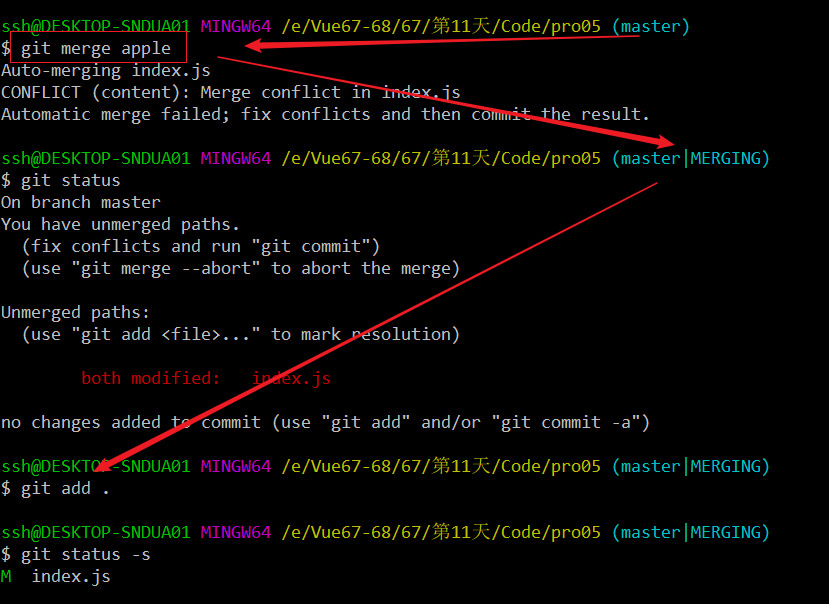 ssh@DESKTOP-SNDUA01 MINGW64 /e/Vue67-68/67/第11天/Code/pro05 (master)
$ git merge apple
Auto-merging index.js
CONFLICT (content): Merge conflict in index.js
Automatic merge failed; fix conflicts and then commit the result.
ssh@DESKTOP-SNDUA01 MINGW64 /e/Vue67-68/67/第11天/Code/pro05 (master|MERGING)
$ git status
On branch master
You have unmerged paths.
(fix conflicts and run "git commit")
(use "git merge --abort" to abort the merge)
Unmerged paths:
(use "git add <file>..." to mark resolution)
both modified:   index.js
no changes added to commit (use "git add" and/or "git commit -a")
ssh@DESKTOP-SNDUA01 MINGW64 /e/Vue67-68/67/第11天/Code/pro05 (master|MERGING)
$ git add .
ssh@DESKTOP-SNDUA01 MINGW64 /e/Vue67-68/67/第11天/Code/pro05 (master|MERGING)
$ git status -s
M  index.js